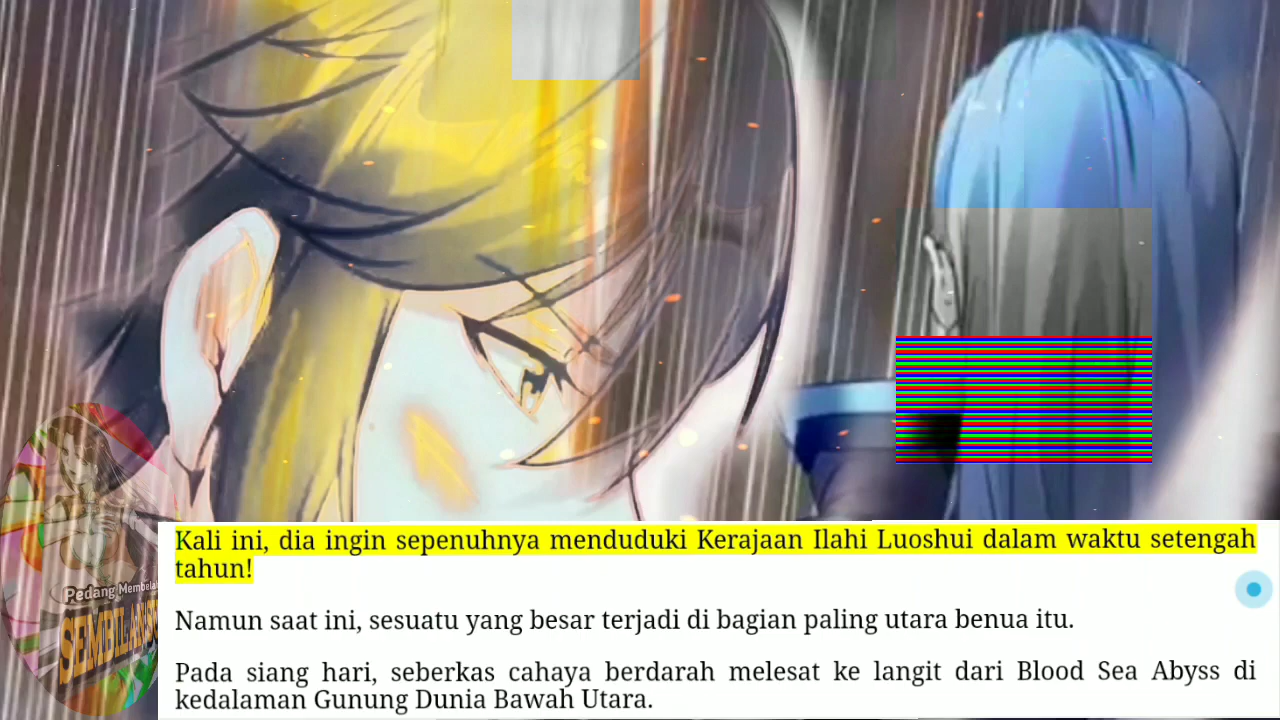 Kali ini, dia ingin sepenuhnya menduduki Kerajaan Ilahi Luoshui dalam waktu setengah
tahun!
Namun saat ini, sesuatu yang besar terjadi di bagian paling utara benua itu.
Pada siang hari, seberkas cahaya berdarah melesat ke langit dari Blood Sea Abyss di
kedalaman Gunung Dunia Bawah Utara.
Pedang